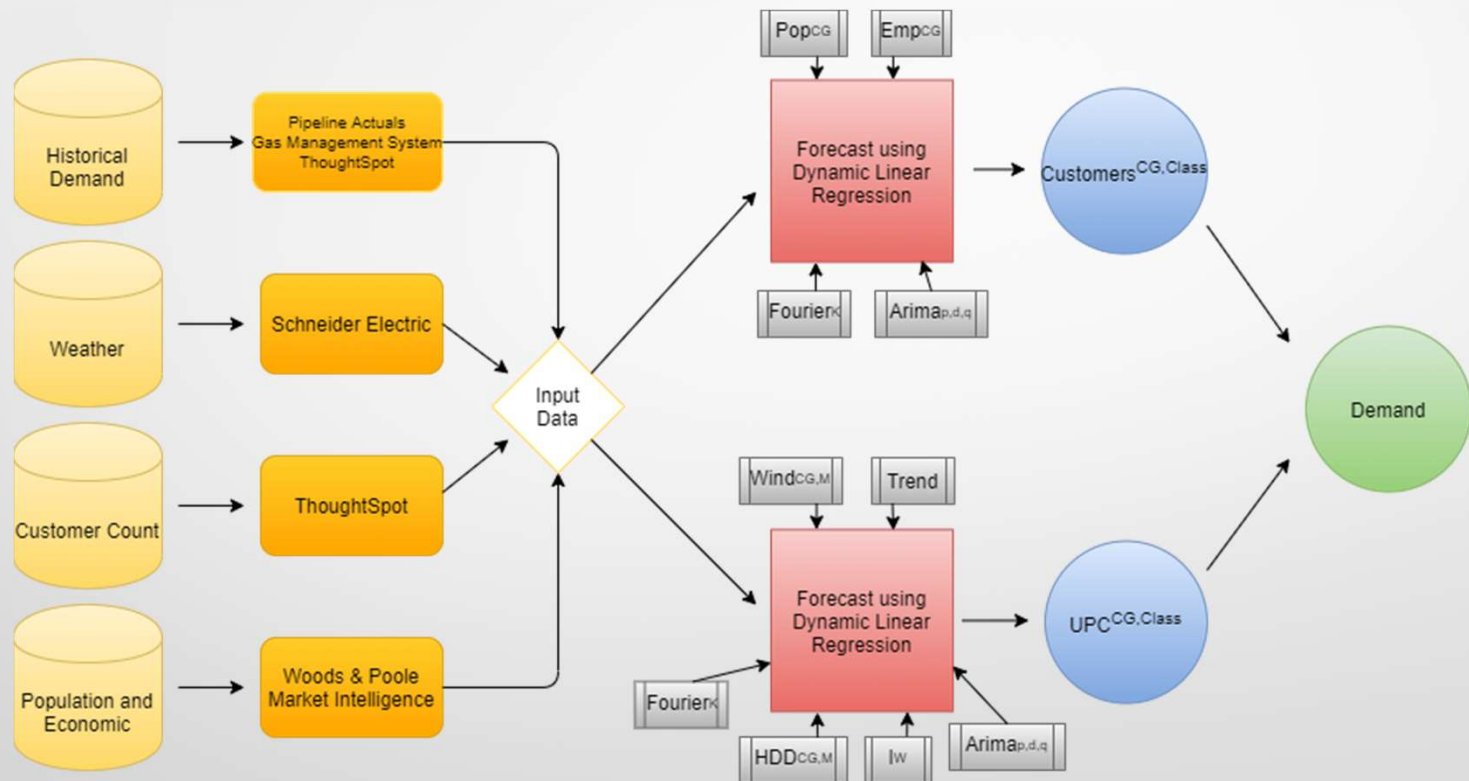 Historical
Demand
Pipeline Actuals
Gas Management System
ThoughtSpot
Weather
Schneider Electric
Customer Count
ThoughtSpot
Population and
Economic
Woods & Poole
Market Intelligence
Input
Data
PopCG
EmpCG
Forecast using
Dynamic Linear
Regression
FourierK
Arimap,d,q
CustomersCG,Class
WindCG,M
Trend
Forecast using
Dynamic Linear
Regression
FourierK
HDDCG,M
IW
Arimap,d,q
UPCCG,Class
Demand